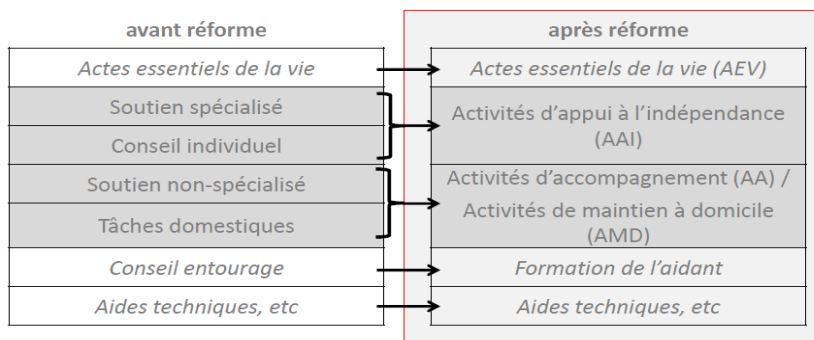 avant réforme
après réforme
Actes essentiels de la vie
Actes essentiels de la vie (AEV)
Soutien spécialisé
Conseil individuel
Activités d'appui à l'indépendance
(AAI)
Soutien non-spécialisé
Tâches domestiques
Activités d'accompagnement (AA) /
Activités de maintien à domicile
(AMD)
Conseil entourage
Formation de l'aidant
Aides techniques, etc
Aides techniques, etc